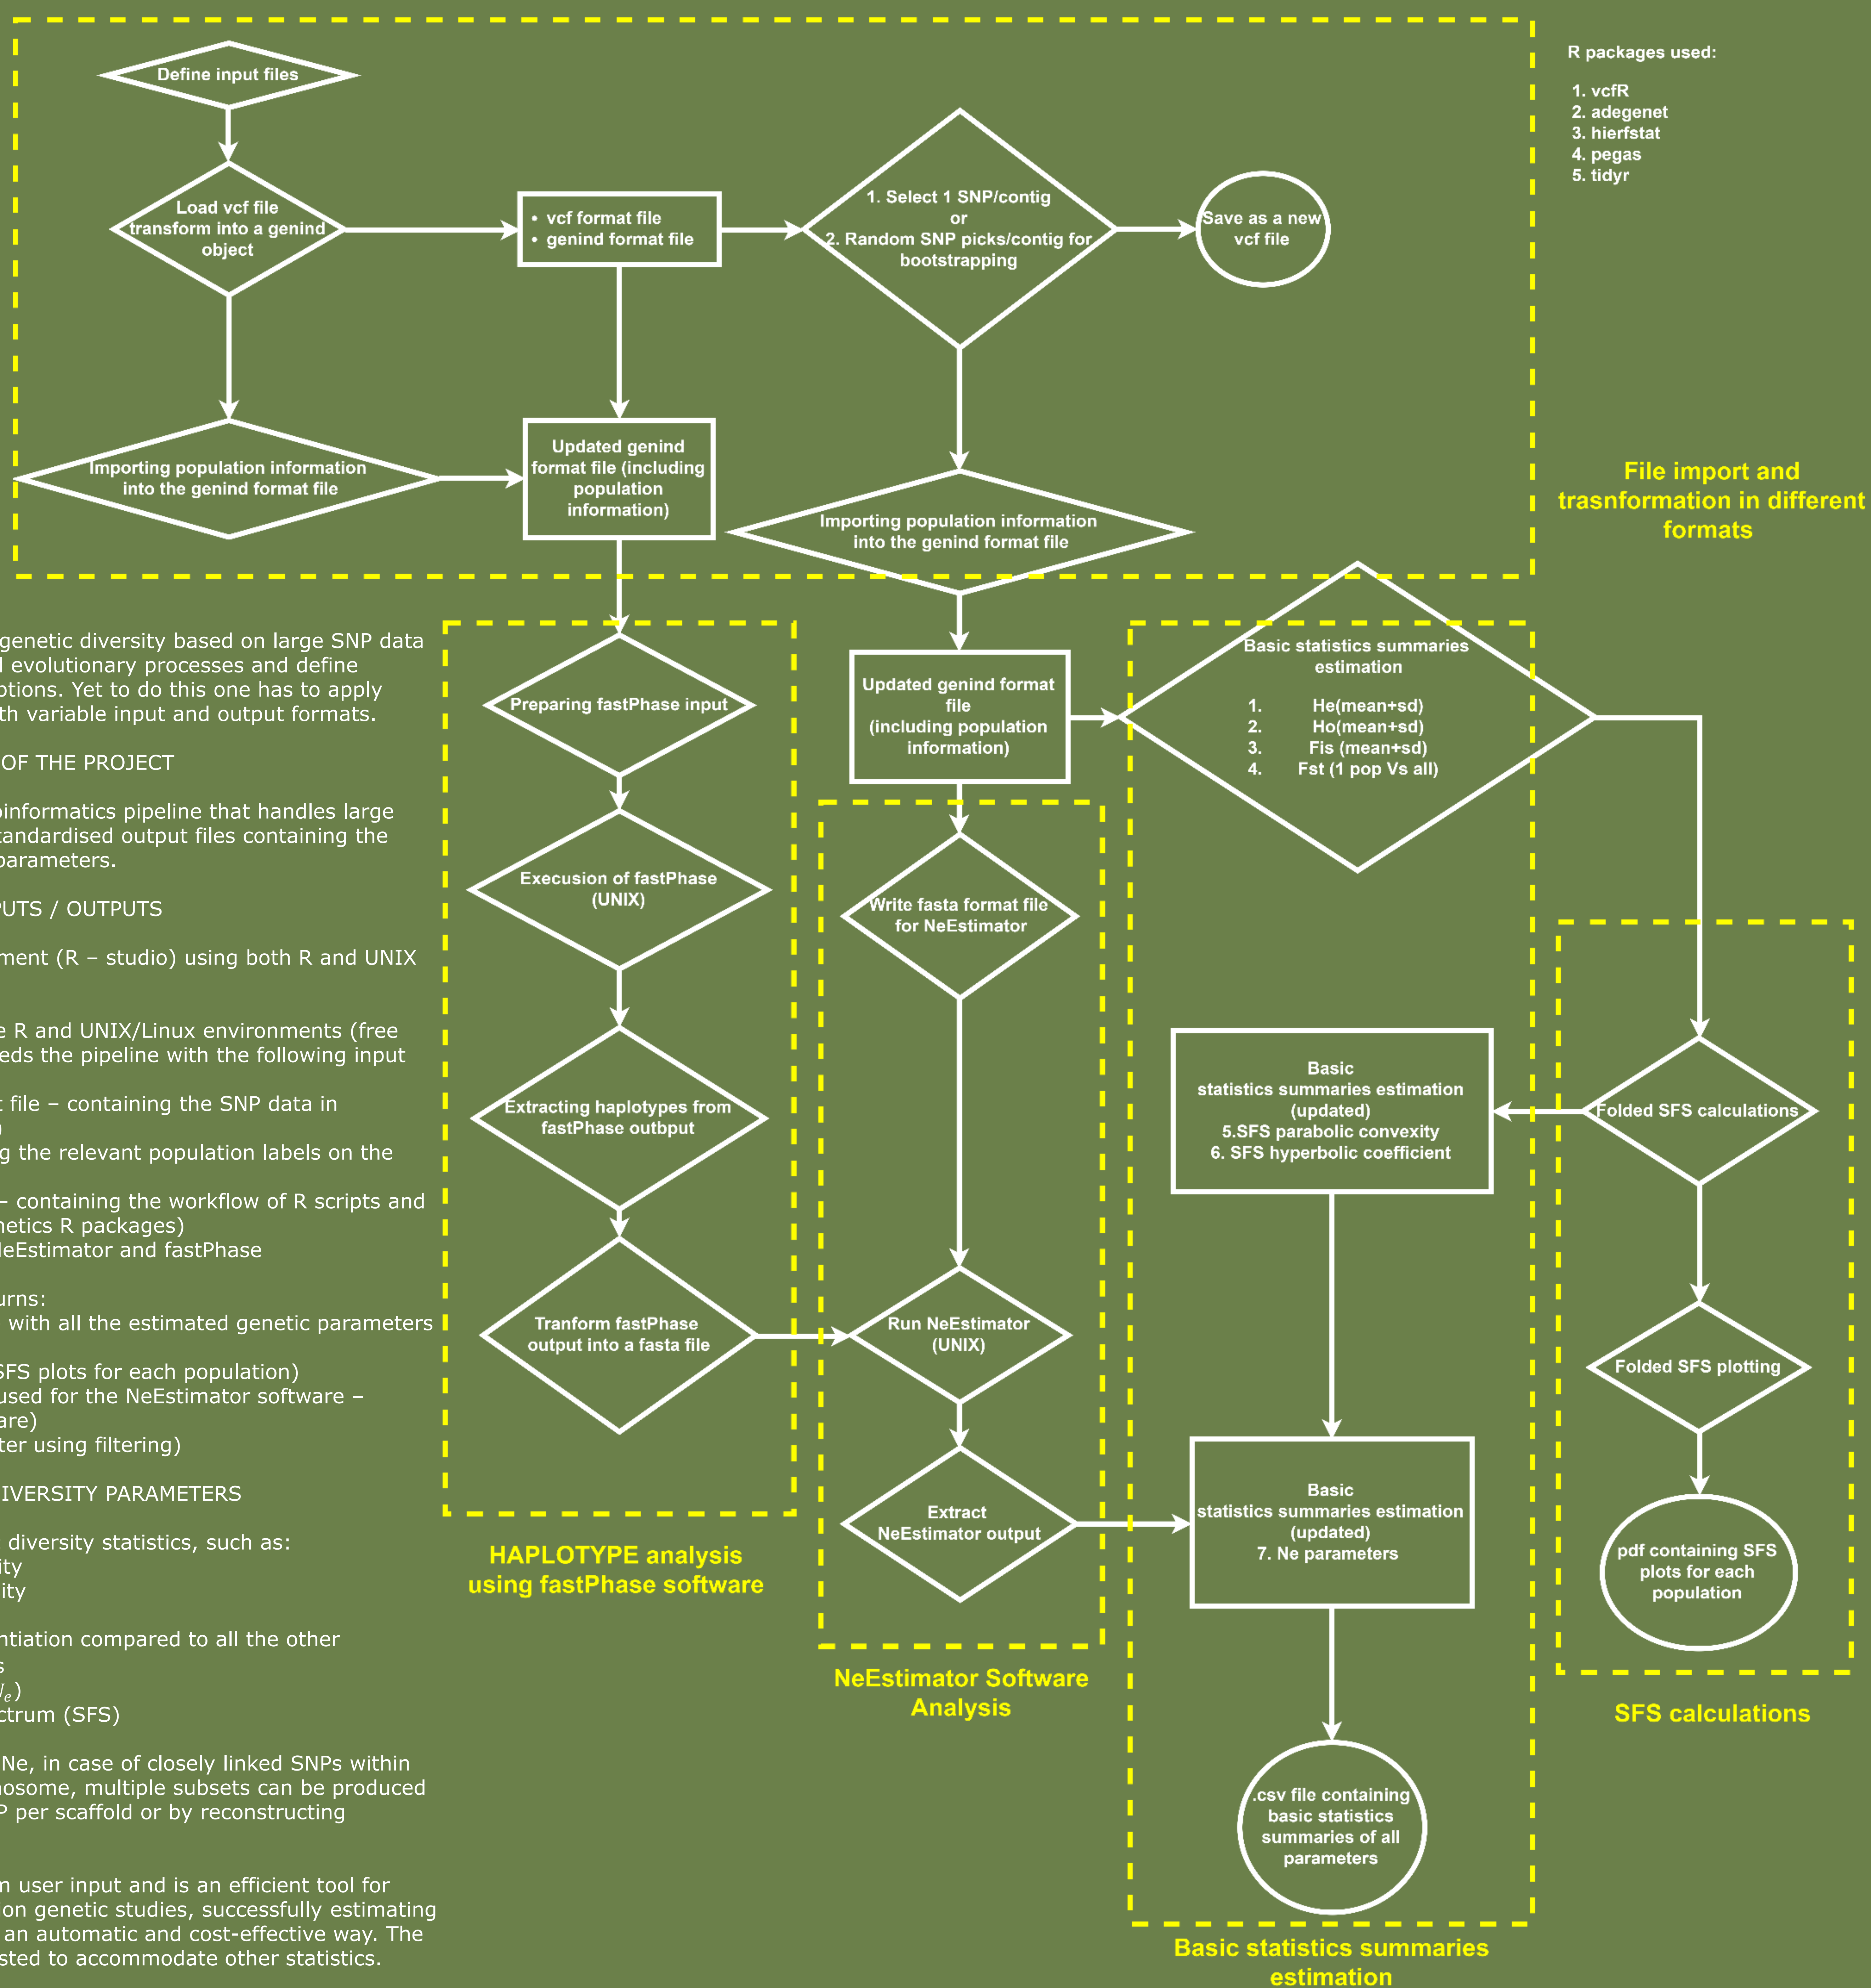 Define input files
Load vcf file
transform into a genind
object
• vcf format file
• genind format file
1. Select 1 SNP/contig
or
2. Random SNP picks/contig for
bootstrapping
Save as a new
vcf file
R packages used:
1. vcfR
2. adegenet
3. hierfstat
4. pegas
5. tidyr
Importing population information
into the genind format file
Updated genind
format file (including
population
information)
Importing population information
into the genind format file
File import and
trasnformation in different
formats
genetic diversity based on large SNP data
evolutionary processes and define
ptions. Yet to do this one has to apply
th variable input and output formats.
OF THE PROJECT
oinformatics pipeline that handles large
tandardised output files containing the
parameters.
PUTS / OUTPUTS
ment (R – studio) using both R and UNIX
e R and UNIX/Linux environments (free
eeds the pipeline with the following input
t file – containing the SNP data in
)
g the relevant population labels on the
– containing the workflow of R scripts and
netics R packages)
NeEstimator and fastPhase
urns:
with all the estimated genetic parameters
SFS plots for each population)
used for the NeEstimator software –
are)
ter using filtering)
IVERSITY PARAMETERS
diversity statistics, such as:
ity
ity
ntiation compared to all the other
s
e)
ctrum (SFS)
Ne, in case of closely linked SNPs within
nosome, multiple subsets can be produced
P per scaffold or by reconstructing
m user input and is an efficient tool for
ion genetic studies, successfully estimating
an automatic and cost-effective way. The
sted to accommodate other statistics.
Preparing fastPhase input
Execusion of fastPhase
(UNIX)
Extracting haplotypes from
fastPhase outbput
Tranform fastPhase
output into a fasta file
HAPLOTYPE analysis
using fastPhase software
Updated genind format
file
(including population
information)
Write fasta format file
for NeEstimator
Run NeEstimator
(UNIX)
Extract
NeEstimator output
NeEstimator Software
Analysis
Basic statistics summaries
estimation
1. He(mean+sd)
2. Ho(mean+sd)
3. Fis (mean+sd)
4. Fst (1 pop Vs all)
Basic
statistics summaries estimation
(updated)
5.SFS parabolic convexity
6. SFS hyperbolic coefficient
Basic
statistics summaries estimation
(updated)
7. Ne parameters
.csv file containing
basic statistics
summaries of all
parameters
Basic statistics summaries
estimation
Folded SFS calculations
Folded SFS plotting
pdf containing SFS
plots for each
population
SFS calculations